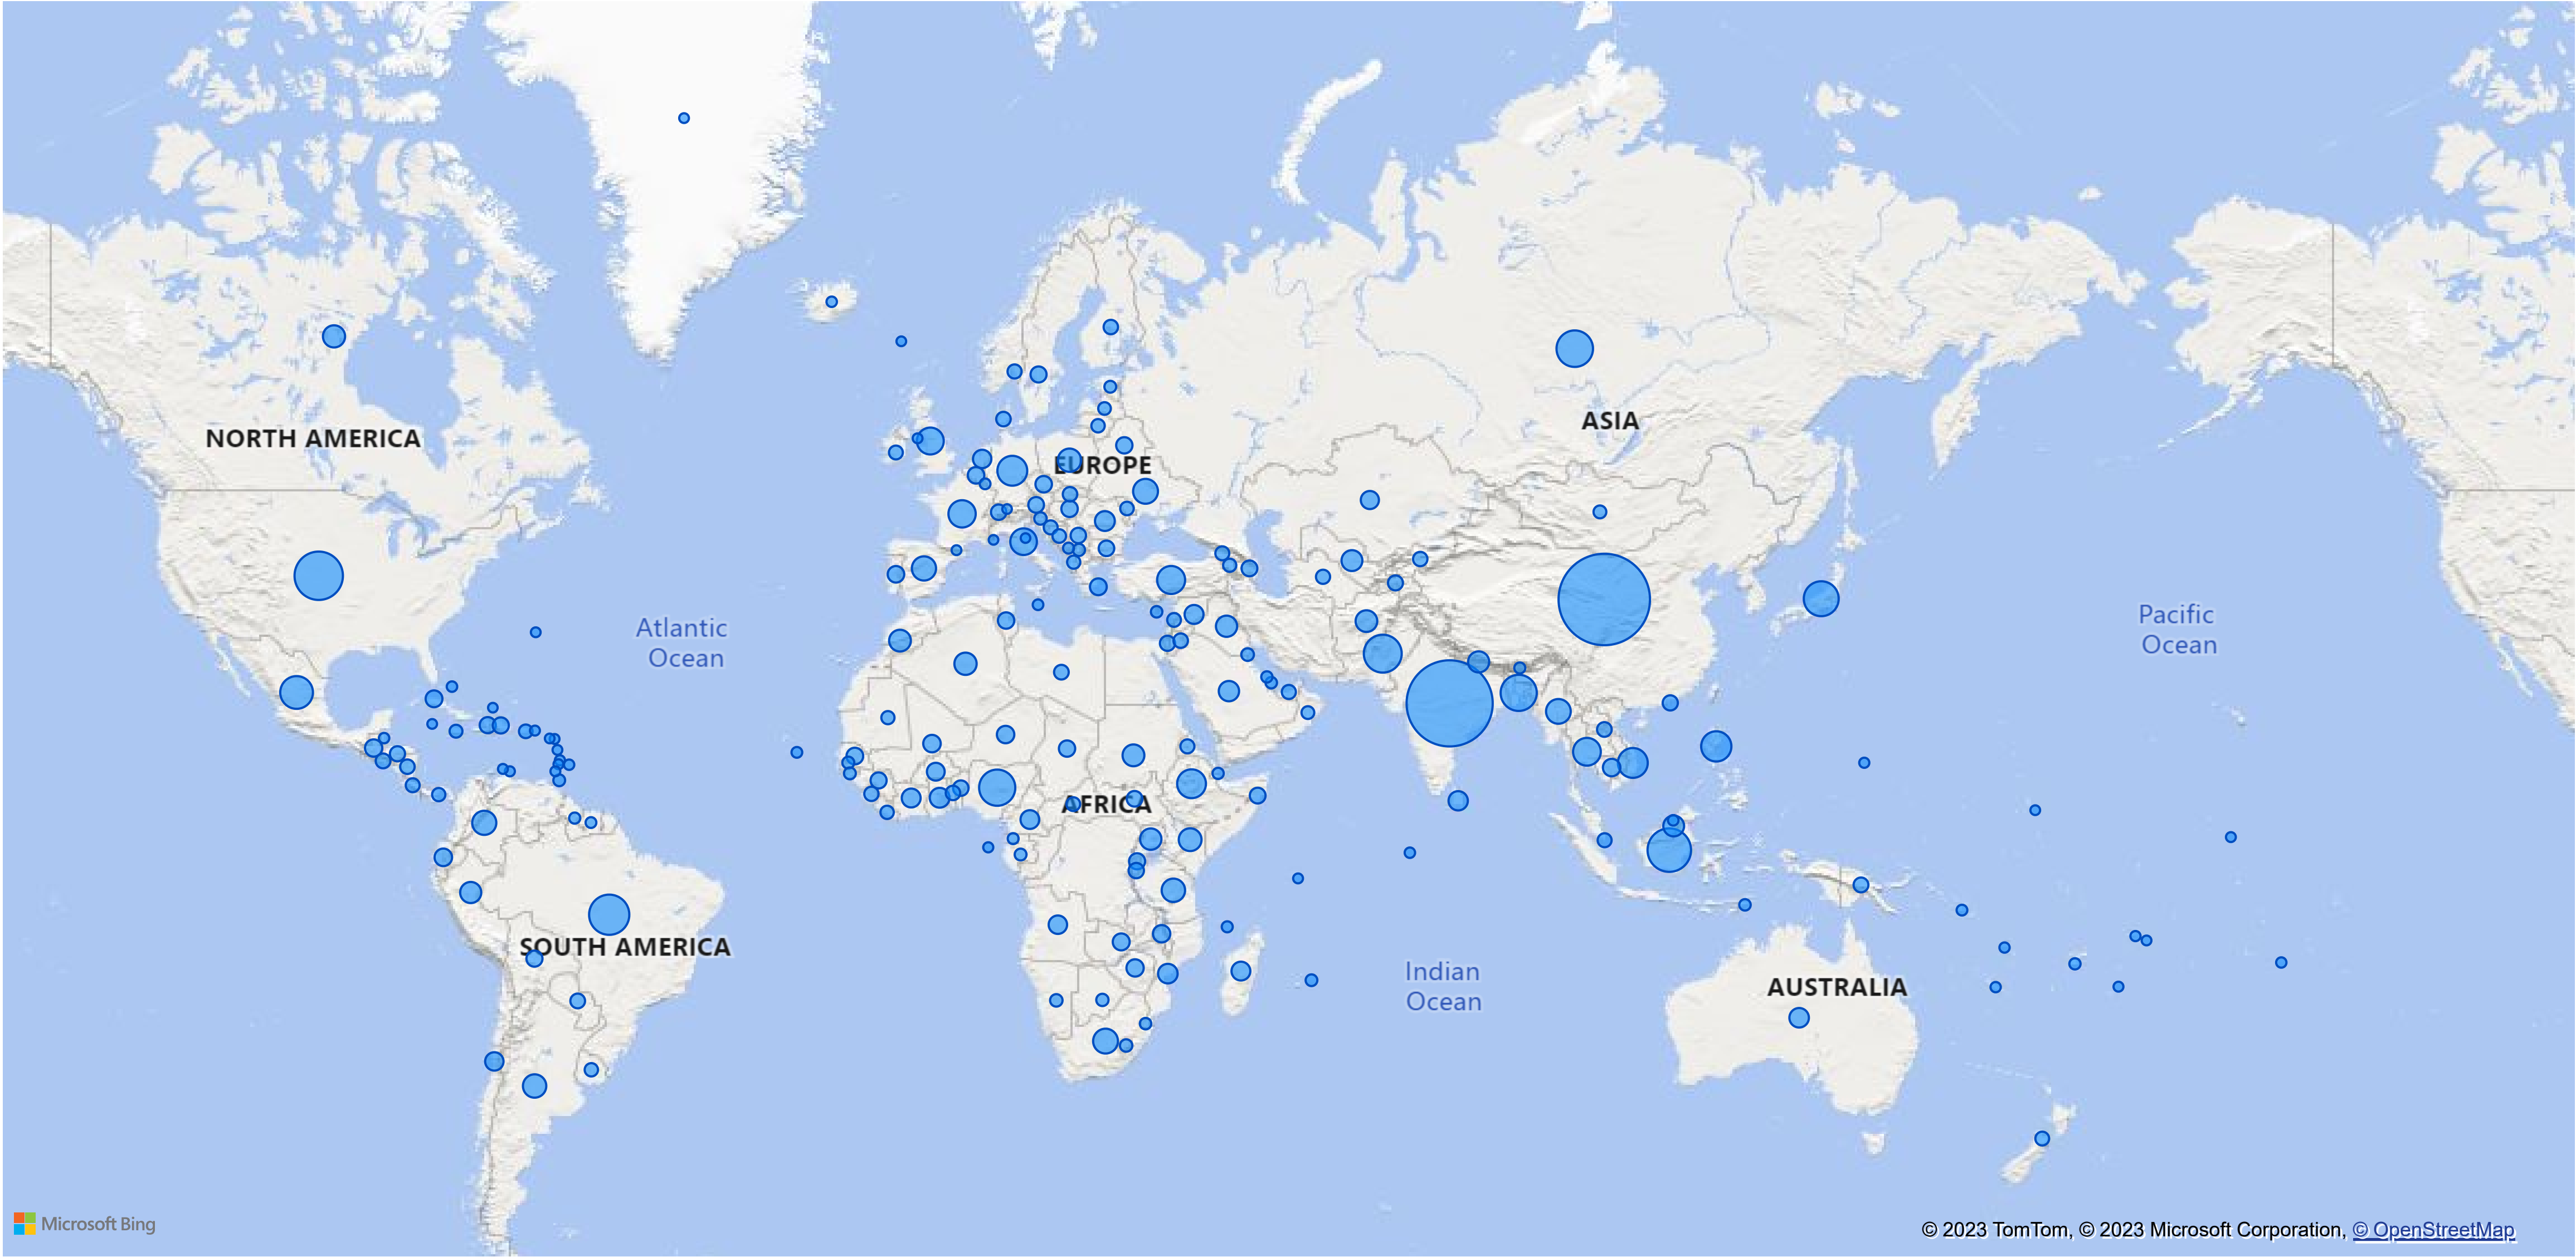 ASIA
NORTH AMERICA
EUROPE
Atlantic
Ocean
Pacific
Ocean
AFRICA
SOUTH AMERICA
Indian
Ocean
AUSTRALIA
Microsoft Bing
© 2023 TomTom, © 2023 Microsoft Corporation, © OpenStreetMap